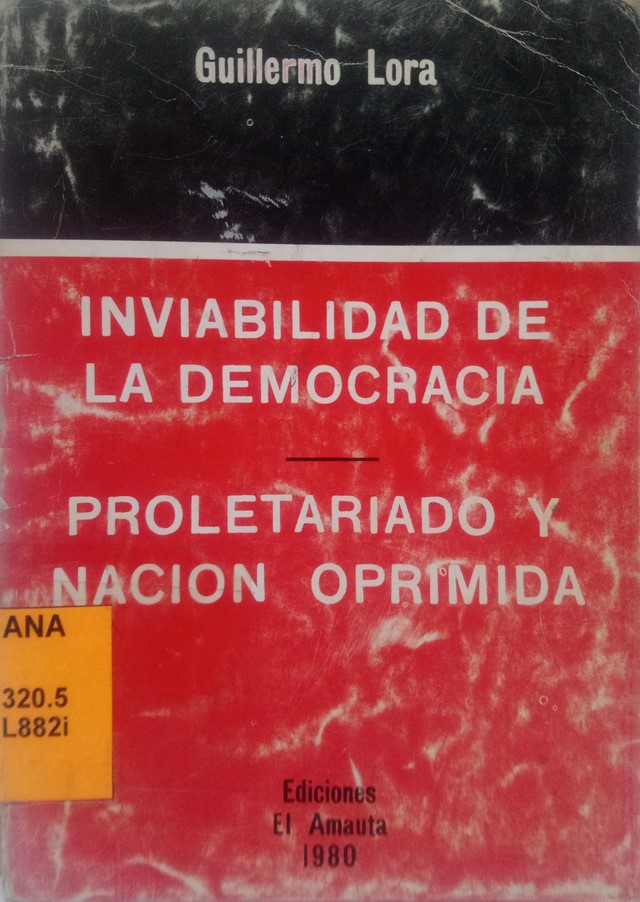 Guillermo Lora
INVIABILIDAD DE
LA DEMOCRACIA
PROLETARIADO Y
NACION OPRIMIDA
ANA
320.5
L882i
Ediciones
El Amauta
1980